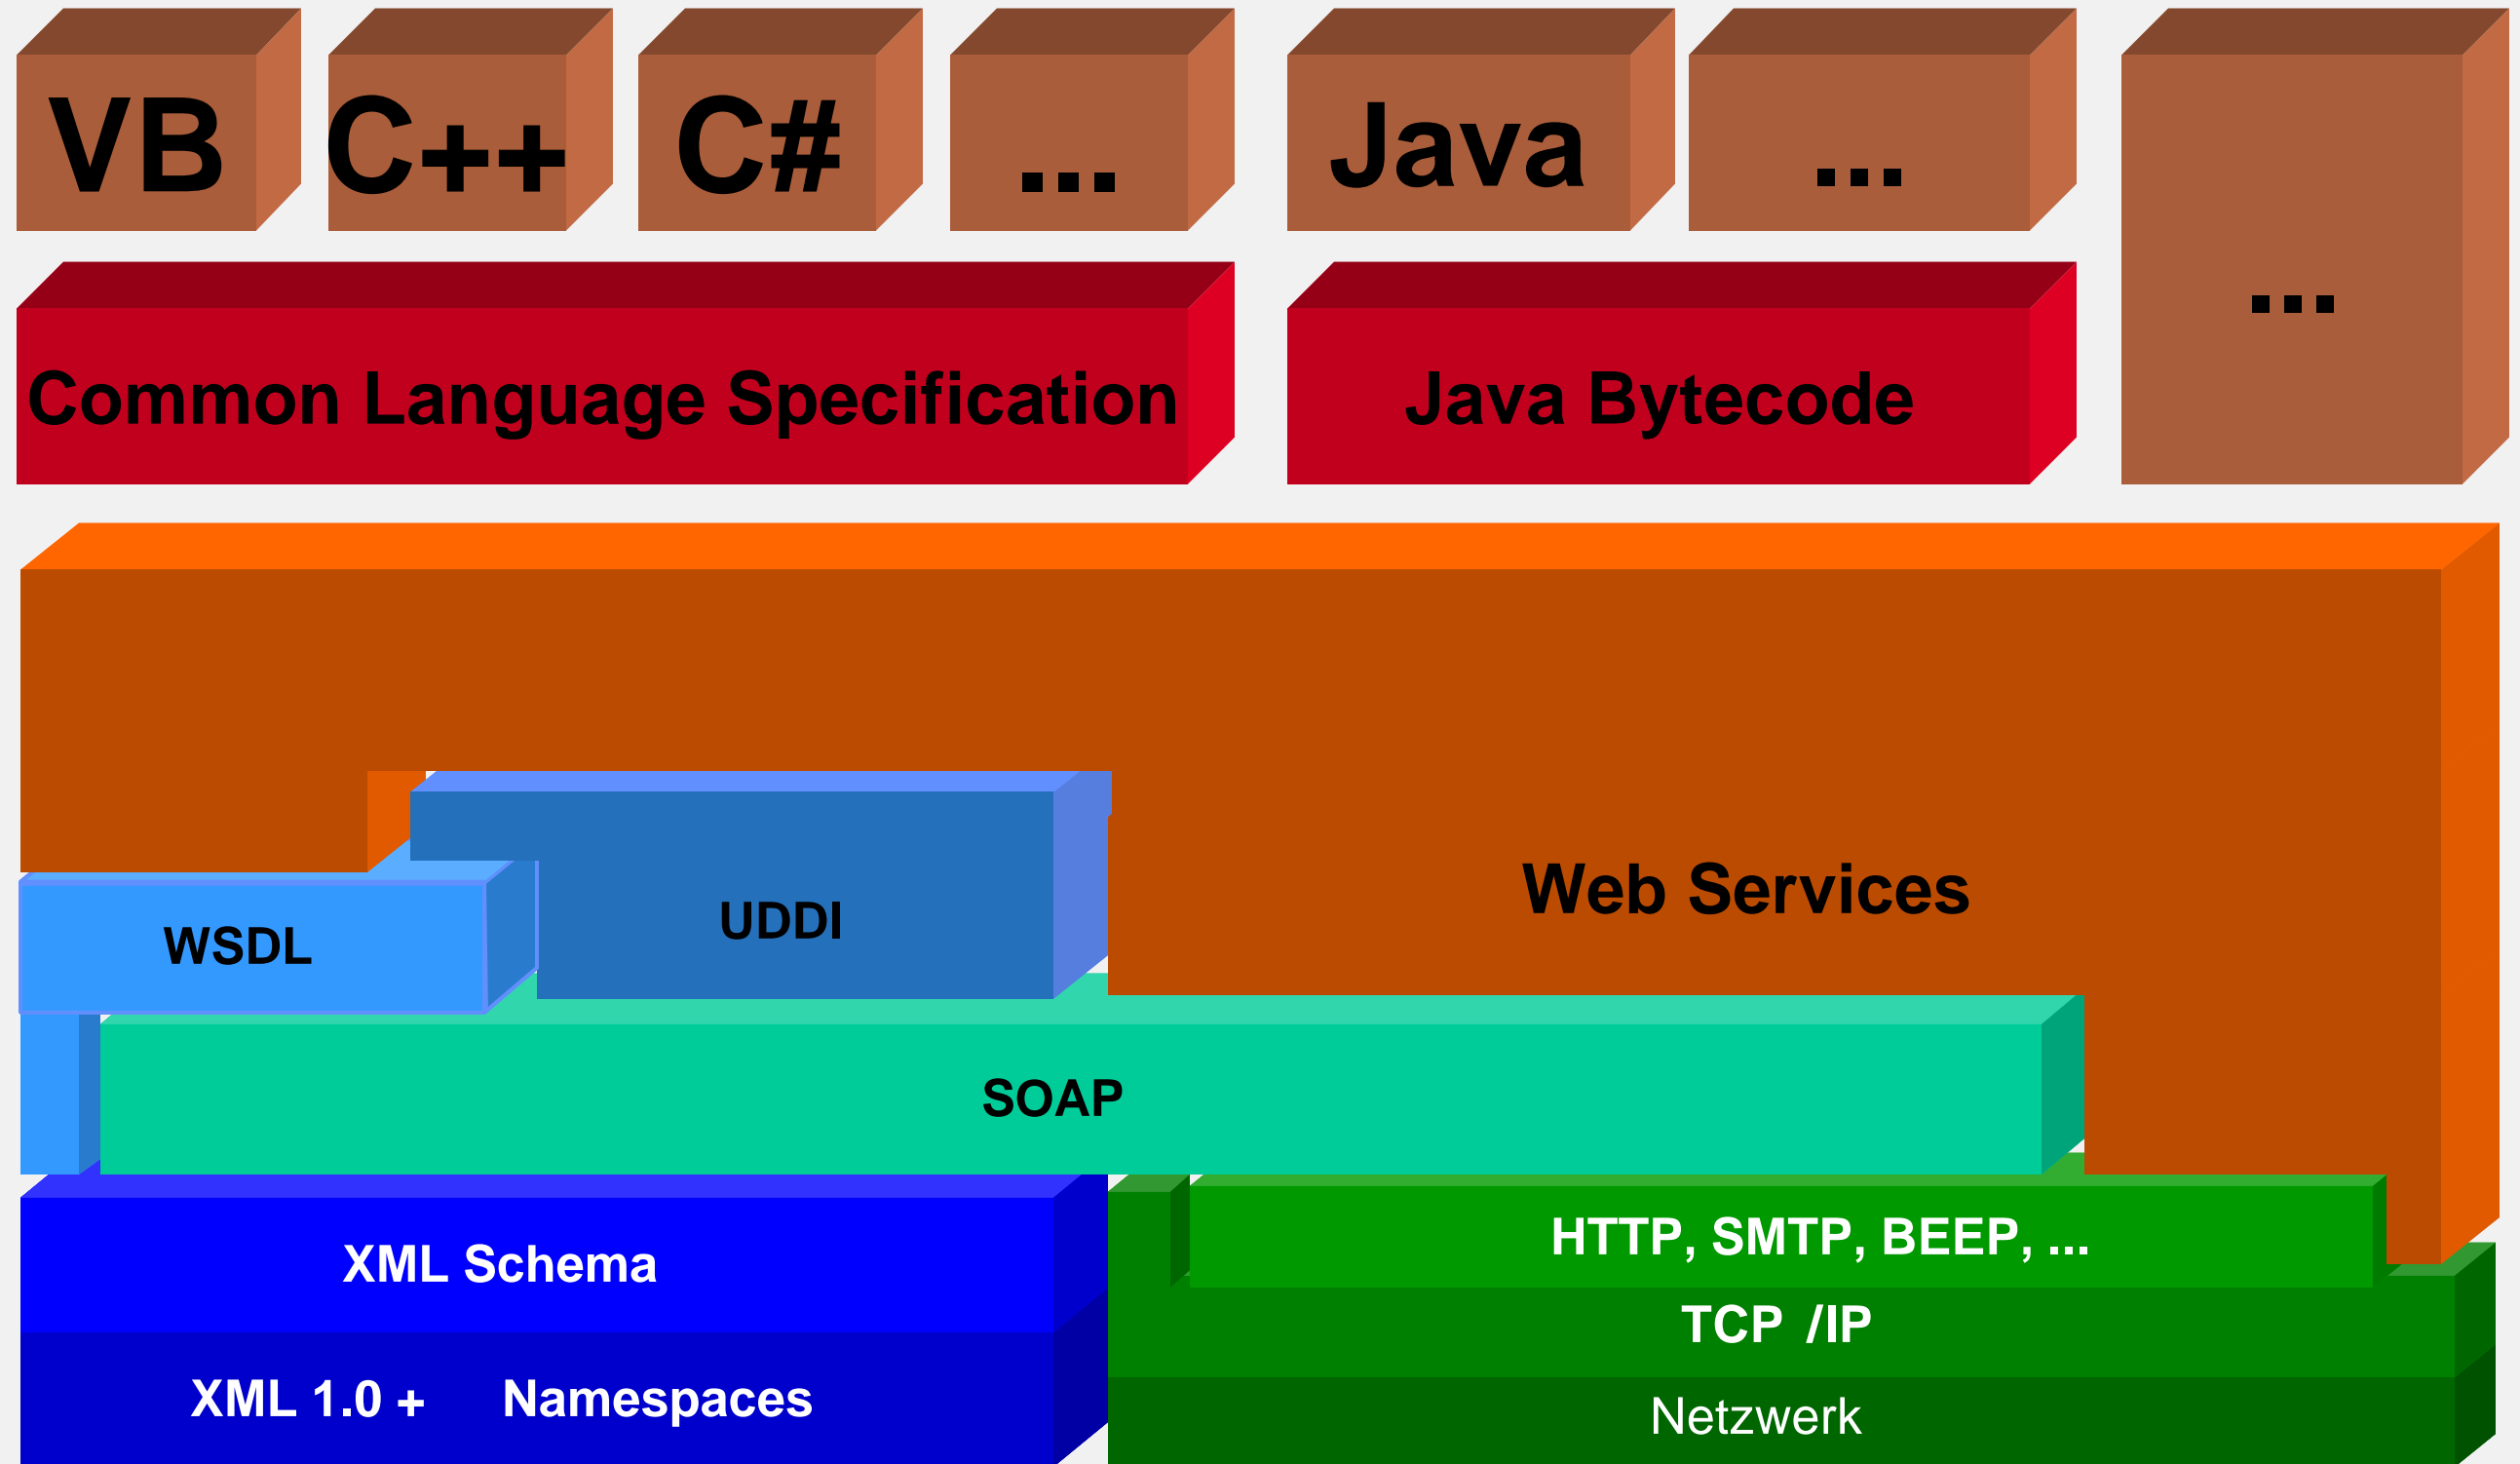 VB
C++
C#
...
Java
...
...
Common Language Specification
Java Bytecode
Web Services
UDDI
WSDL
SOAP
XML Schema
XML 1.0 + Namespaces
HTTP, SMTP, BEEP, ...
TCP /IP
Netzwerk